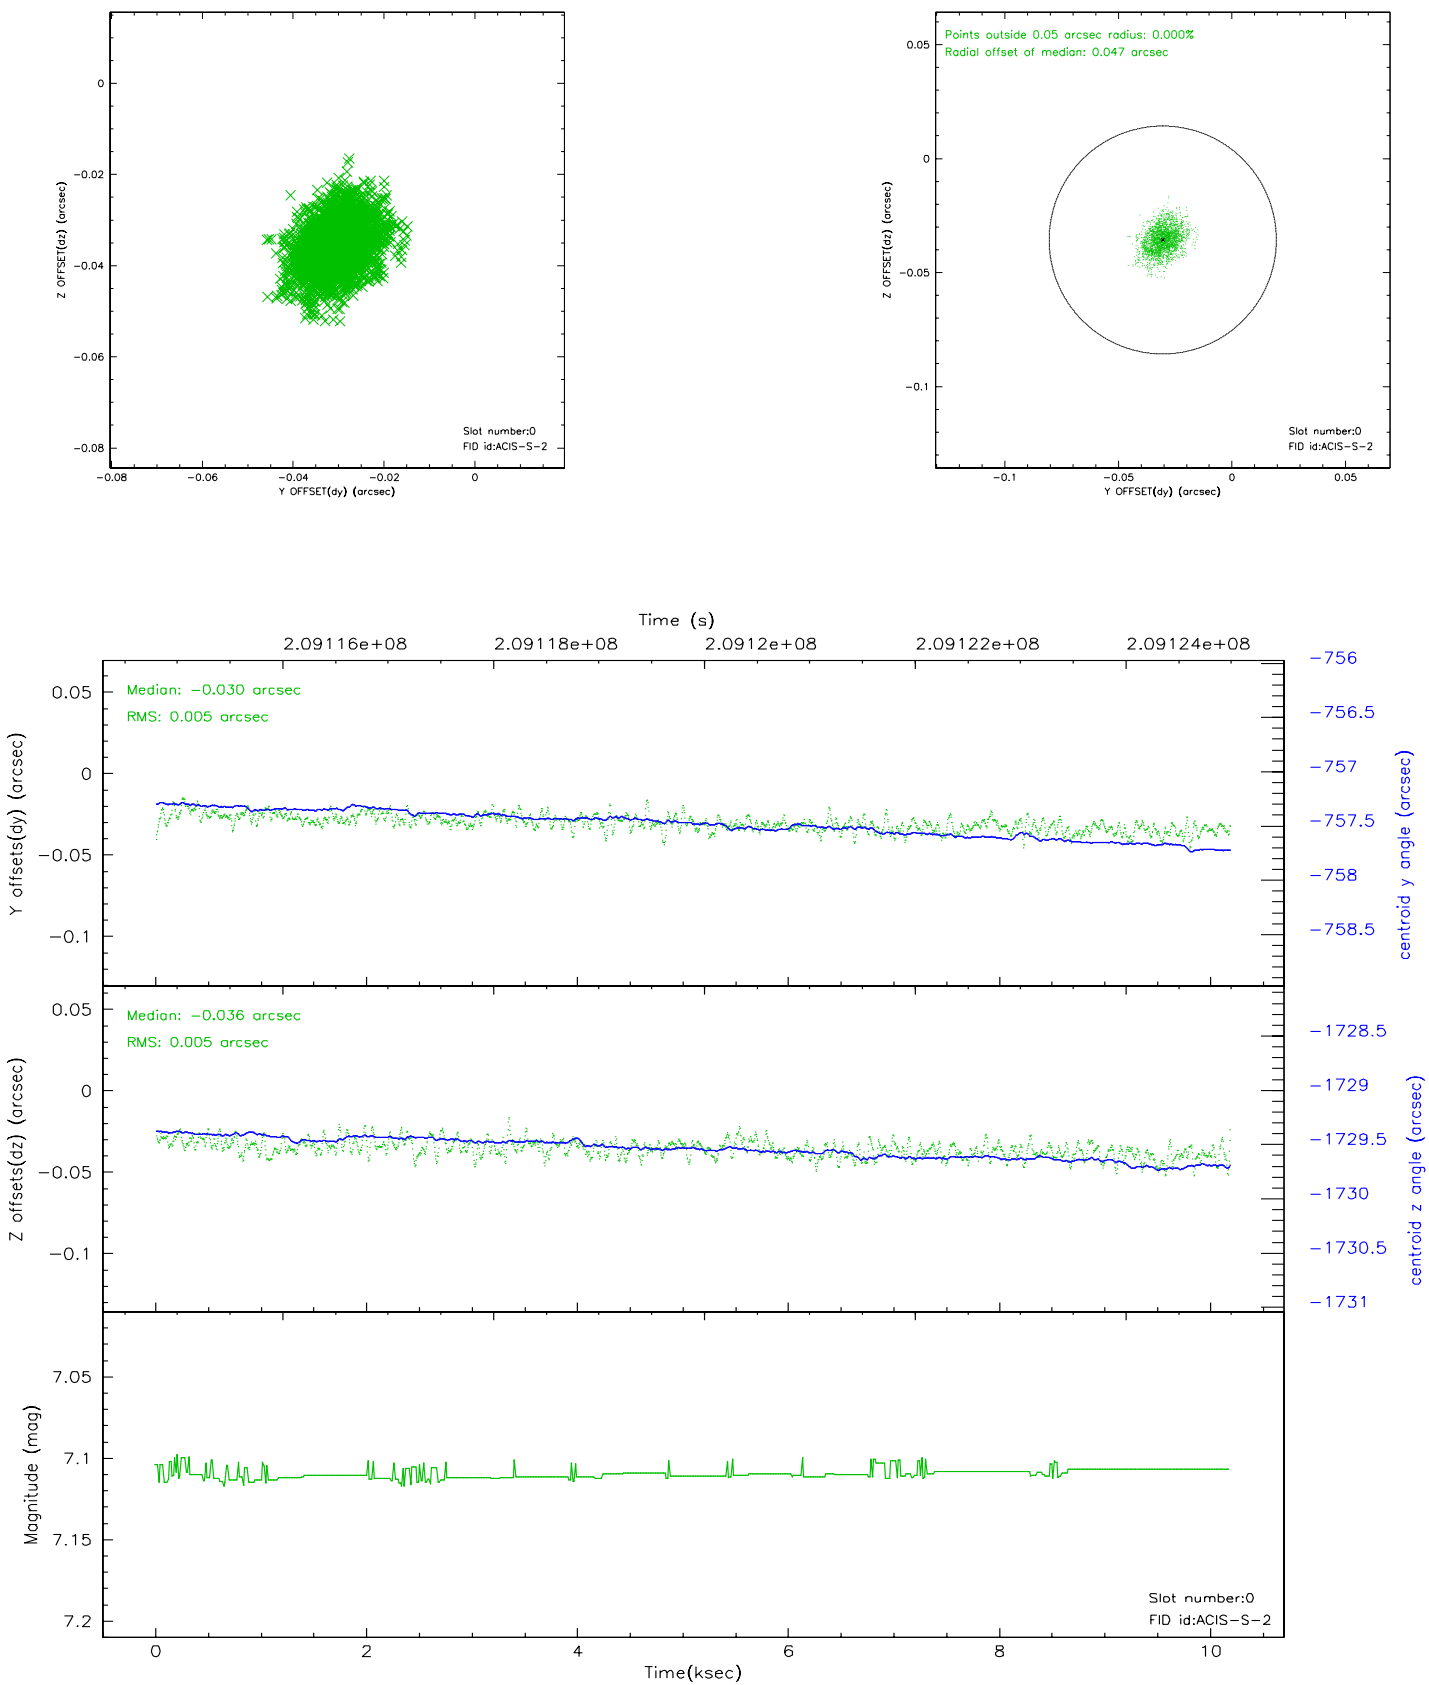 0
-0.02
-0.04
-0.06
-0.08
Z OFFSET(dz) (arcsec)
Slot number:0
FID id:ACIS-S-2
-0.08
-0.06
-0.04
-0.02
0
Y OFFSET(dy) (arcsec)
Points outside 0.05 arcsec radius: 0.000%
Radial offset of median: 0.047 arcsec
0.05
0
-0.05
-0.1
Z OFFSET(dz) (arcsec)
Slot number:0
FID id:ACIS-S-2
-0.1
-0.05
0
0.05
Y OFFSET(dy) (arcsec)
Time (s)
2.09116e+08
2.09118e+08
2.0912e+08
2.09122e+08
2.09124e+08
Median: -0.030 arcsec
RMS: 0.005 arcsec
0.05
0
-0.05
-0.1
Y offsets(dy) (arcsec)
-756
-756.5
-757
-757.5
-758
-758.5
centroid y angle (arcsec)
Median: -0.036 arcsec
RMS: 0.005 arcsec
0.05
0
-0.05
-0.1
Z offsets(dz) (arcsec)
-1728.5
-1729
-1729.5
-1730
-1730.5
-1731
centroid z angle (arcsec)
7.05
7.1
7.15
7.2
Magnitude (mag)
Slot number:0
FID id:ACIS-S-2
0
2
4
6
8
10
Time(ksec)